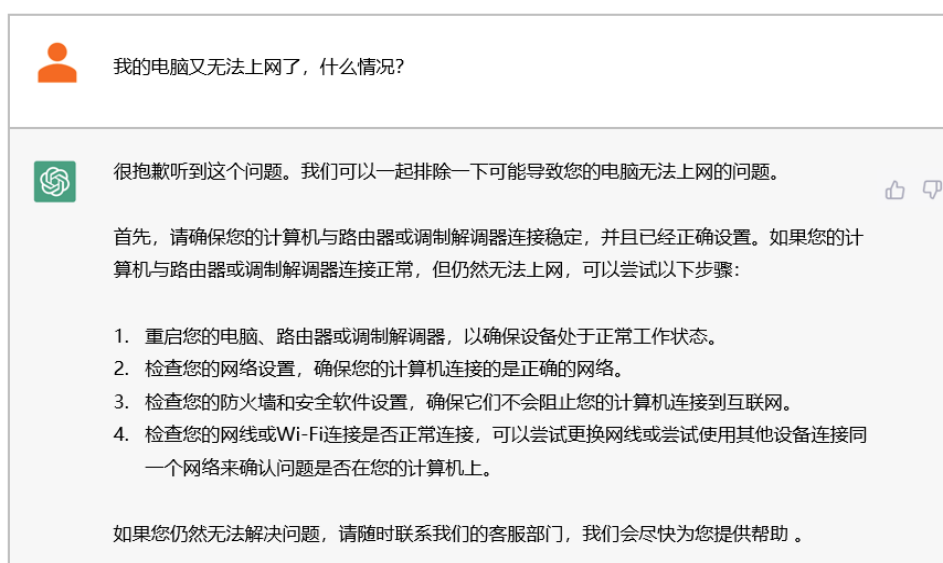 我的电脑又无法上网了，什么情况？
很抱歉听到这个问题。我们可以一起排除一下可能导致您的电脑无法上网的问题。
首先，请确保您的计算机与路由器或调制解调器连接稳定，并且已经正确设置。如果您的计
算机与路由器或调制解调器连接正常，但仍然无法上网，可以尝试以下步骤：
1. 重启您的电脑、路由器或调制解调器，以确保设备处于正常工作状态。
2. 检查您的网络设置，确保您的计算机连接的是正确的网络。
3. 检查您的防火墙和安全软件设置，确保它们不会阻止您的计算机连接到互联网。
4. 检查您的网线或Wi-Fi连接是否正常连接，可以尝试更换网线或尝试使用其他设备连接同
一个网络来确认问题是否在您的计算机上。
如果您仍然无法解决问题，请随时联系我们的客服部门，我们会尽快为您提供帮助 。